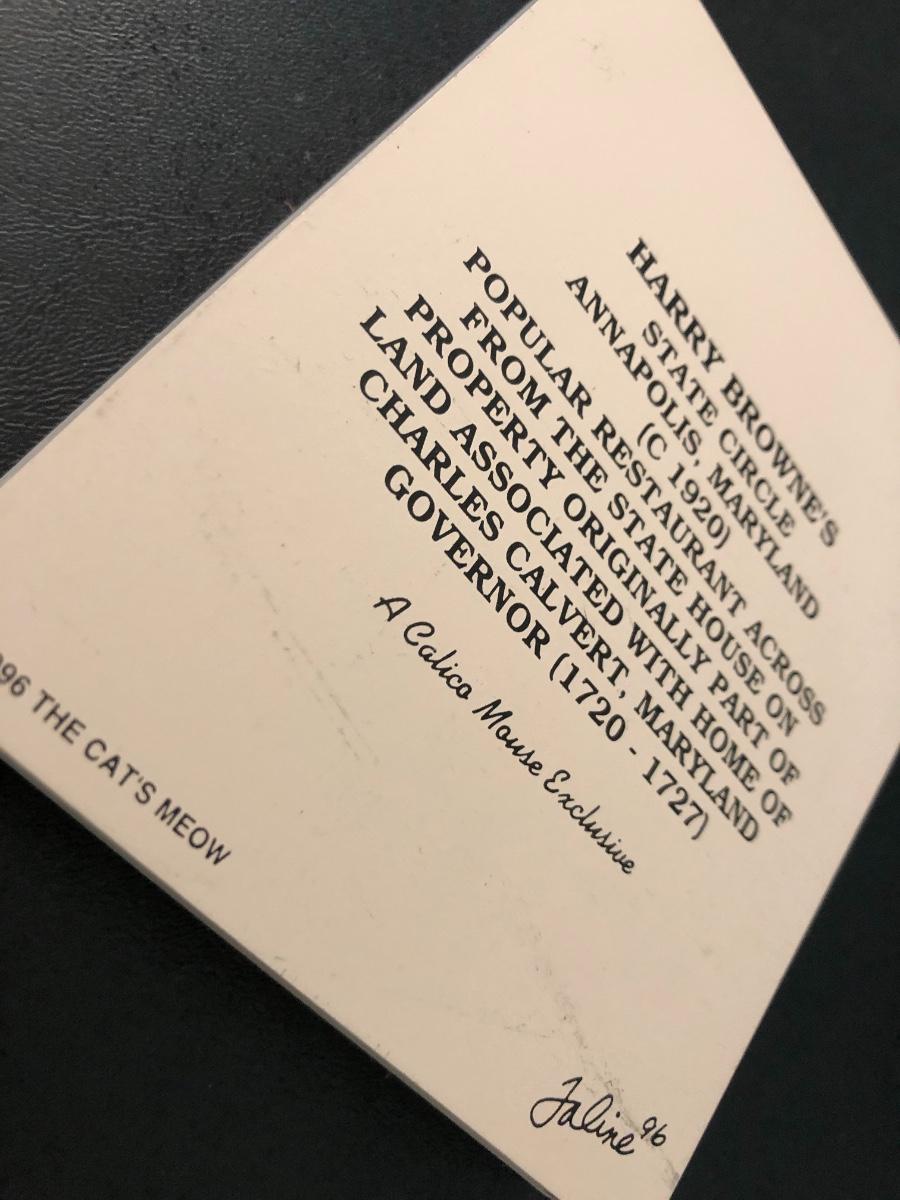 HARRY BROWNE'S
STATE CIRCLE
ANNAPOLIS, MARYLAND
(C 1920)
POPULAR RESTAURANT ACROSS
FROM THE STATE HOUSE ON
PROPERTY ORIGINALLY PART OF
LAND ASSOCIATED WITH HOME OF
CHARLES CALVERT, MARYLAND
GOVERNOR (1720 - 1727)
A Calico Mouse Exclusive
96 THE CAT'S MEOW
Faline 96